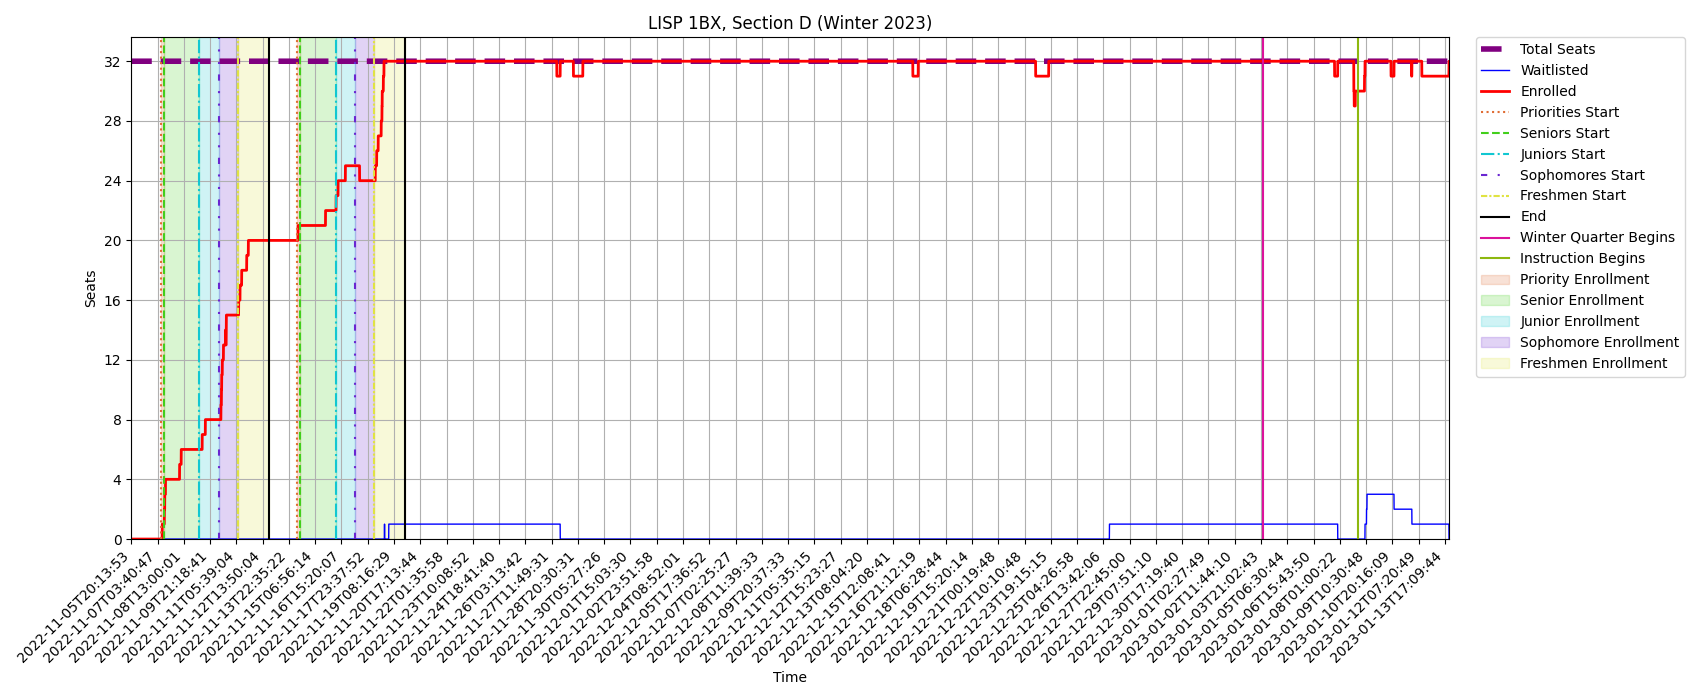 LISP 1BX, Section D (Winter 2023)
Seats
32
28
24
20
16
12
8
4
0
2022-11-05T20:13:53
2022-11-07T03:40:47
2022-11-08T13:00:01
2022-11-09T21:18:41
2022-11-11T05:39:04
2022-11-12T13:50:04
2022-11-13T22:35:22
2022-11-15T06:56:14
2022-11-16T15:20:07
2022-11-17T23:37:52
2022-11-19T08:16:29
2022-11-20T17:13:44
2022-11-22T01:35:58
2022-11-23T10:08:52
2022-11-24T18:41:40
2022-11-26T03:13:42
2022-11-27T11:49:31
2022-11-28T20:30:31
2022-11-30T05:27:26
2022-12-01T15:03:30
2022-12-02T23:51:58
2022-12-04T08:52:01
2022-12-05T17:36:52
2022-12-07T02:25:27
2022-12-08T11:39:33
2022-12-09T20:37:33
2022-12-11T05:35:15
2022-12-12T15:23:27
2022-12-13T08:04:20
2022-12-15T12:08:41
2022-12-16T21:12:19
2022-12-18T06:28:44
2022-12-19T15:20:14
2022-12-21T00:19:48
2022-12-22T10:10:48
2022-12-23T19:15:15
2022-12-25T04:26:58
2022-12-26T13:42:06
2022-12-27T22:45:00
2022-12-29T07:51:10
2022-12-30T17:19:40
2023-01-01T02:27:49
2023-01-02T11:44:10
2023-01-03T21:02:43
2023-01-05T06:30:44
2023-01-06T15:43:50
2023-01-08T01:00:22
2023-01-09T10:30:48
2023-01-10T20:16:09
2023-01-12T07:20:49
2023-01-13T17:09:44
Time
Total Seats
Waitlisted
Enrolled
Priorities Start
Seniors Start
Juniors Start
Sophomores Start
Freshmen Start
End
Winter Quarter Begins
Instruction Begins
Priority Enrollment
Senior Enrollment
Junior Enrollment
Sophomore Enrollment
Freshmen Enrollment